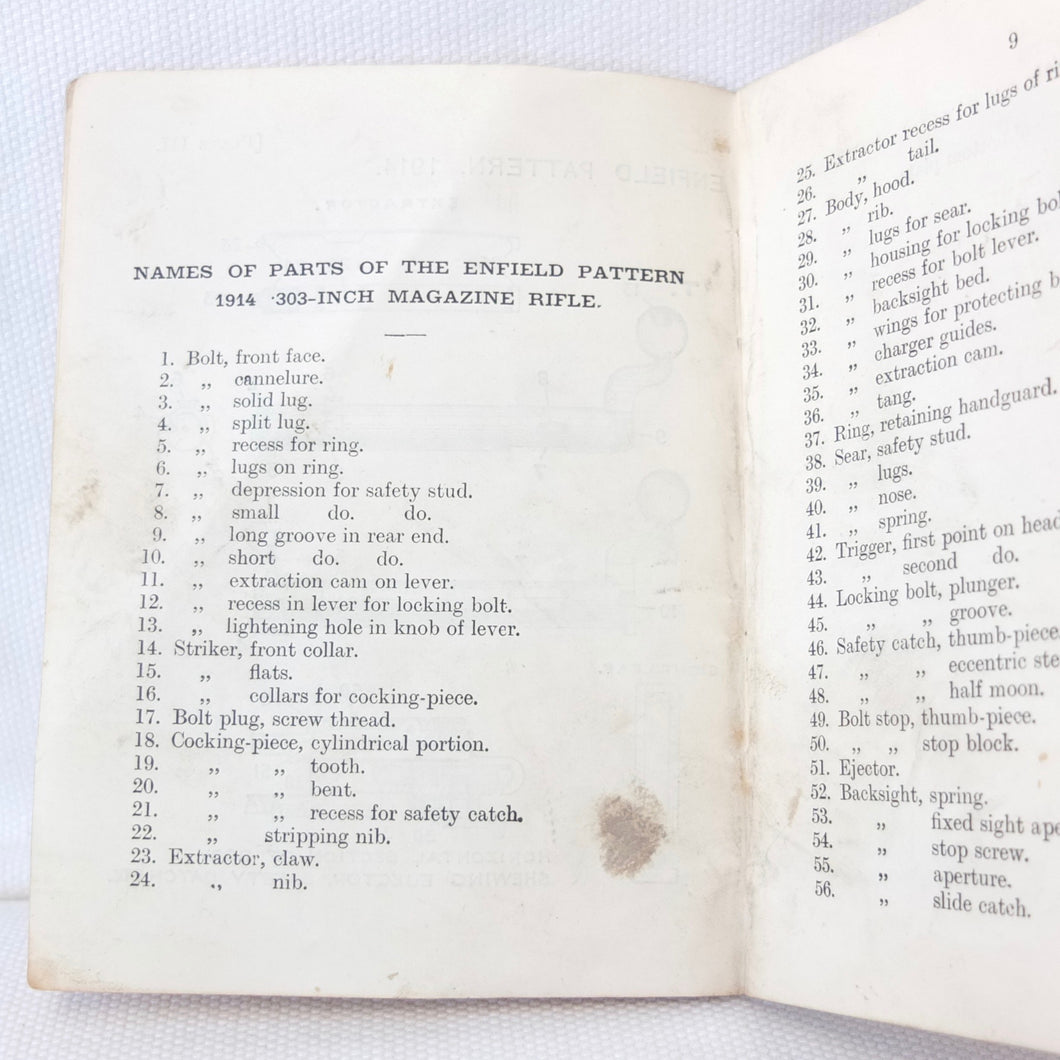 NAMES OF PARTS OF THE ENFIELD PATTERN
1914 ·303-INCH MAGAZINE RIFLE.
1. Bolt, front face.
2. „ cannelure.
3. „ solid lug.
4. „ split lug.
5. „ recess for ring.
6. „ lugs on ring.
7. „ depression for safety stud.
8. „ small do. do.
9. „ long groove in rear end.
10. „ short do. do.
11. „ extraction cam on lever.
12. „ recess in lever for locking bolt.
13. „ lightening hole in knob of lever.
14. Striker, front collar.
15. „ flats.
16. „ collars for cocking-piece.
17. Bolt plug, screw thread.
18. Cocking-piece, cylindrical portion.
19. „ „ tooth.
20. „ „ bent.
21. „ „ recess for safety catch.
22. „ stripping nib.
23. Extractor, claw.
24. „ nib.
9
25. Extractor recess for lugs of ri
26. „ tail.
27. Body, hood.
28. „ rib.
29. „ lugs for sear.
30. „ housing for locking bol
31. „ recess for bolt lever.
32. „ backsight bed.
33. „ wings for protecting b
34. „ charger guides.
35. „ extraction cam.
36. „ tang.
37. Ring, retaining handguard.
38. Sear, safety stud.
39. „ lugs.
40. „ nose.
41. „ spring.
42. Trigger, first point on head
43. „ second do.
44. Locking bolt, plunger.
45. „ „ groove.
46. Safety catch, thumb-piece
47. „ „ eccentric ste
48. „ „ half moon.
49. Bolt stop, thumb-piece.
50. „ „ stop block.
51. Ejector.
52. Backsight, spring.
53. „ fixed sight ape
54. „ stop screw.
55. „ aperture.
56. „ slide catch.